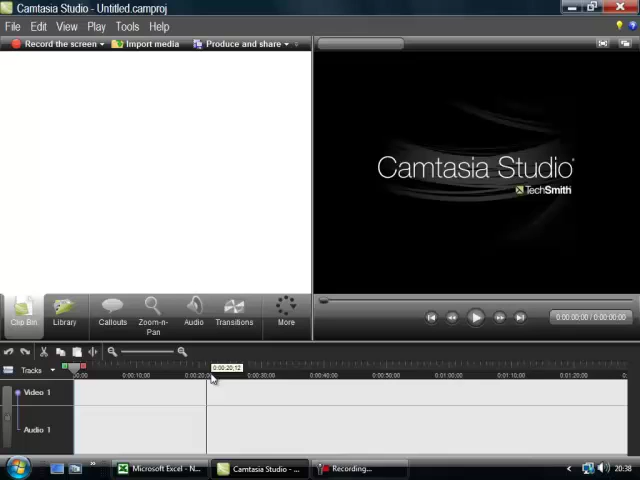 Camtasia Studio - Untitled.camproj
File Edit View Play Tools Help
Record the screen Import media Produce and share
Camtasia Studio
TechSmith
Clip Bin Library Callouts Zoom-n-Pan Audio Transitions More
0:00:00;00 / 0:00:00;00
0:00:20;12
Tracks
0:00:10;00 0:00:20;00 0:00:30;00 0:00:40;00 0:00:50;00 0:01:00;00 0:01:10;00 0:01:20;00
Video 1
Audio 1
Microsoft Excel - N... Camtasia Studio - ... Recording... 20:38